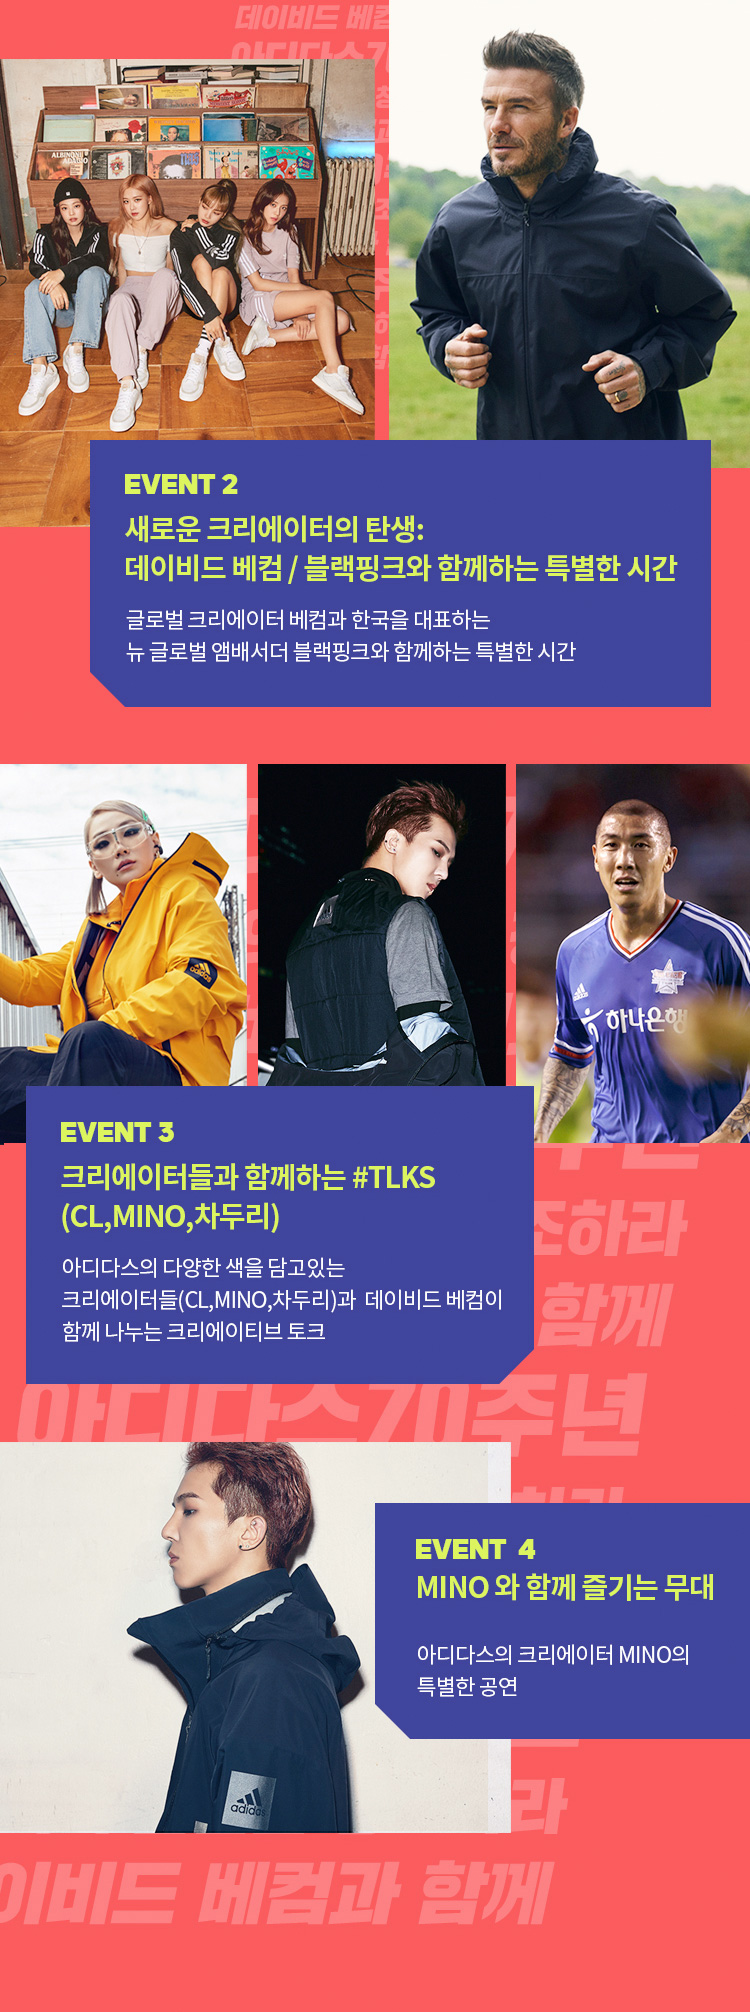 데이비드 베컴
아디다스70
ALBINONI
ADAGIO
EVENT 2
새로운 크리에이터의 탄생:
데이비드 베컴 / 블랙핑크와 함께하는 특별한 시간
글로벌 크리에이터 베컴과 한국을 대표하는
뉴 글로벌 앰배서더 블랙핑크와 함께하는 특별한 시간
adidas
하나은행
EVENT 3
크리에이터들과 함께하는 #TLKS
(CL,MINO,차두리)
아디다스의 다양한 색을 담고있는
크리에이터들(CL,MINO,차두리)과 데이비드 베컴이
함께 나누는 크리에이티브 토크
조하라
함께
아디다스70주년
EVENT 4
MINO 와 함께 즐기는 무대
아디다스의 크리에이터 MINO의
특별한 공연
adidas
라
이비드 베컴과 함께